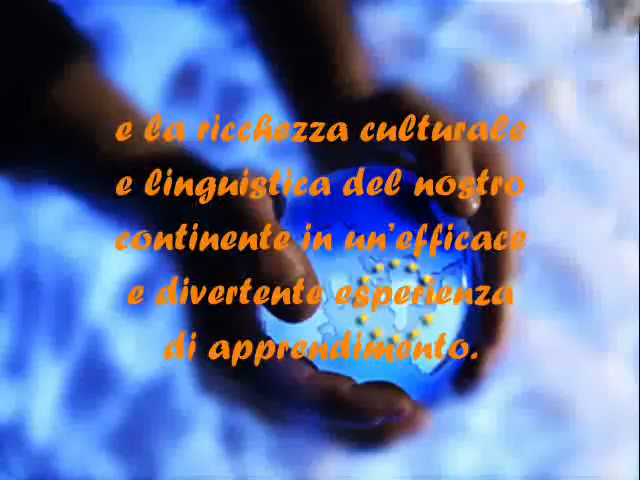 e la ricchezza culturale
e linguistica del nostro
continente in un'efficace
e divertente esperienza
di apprendimento.